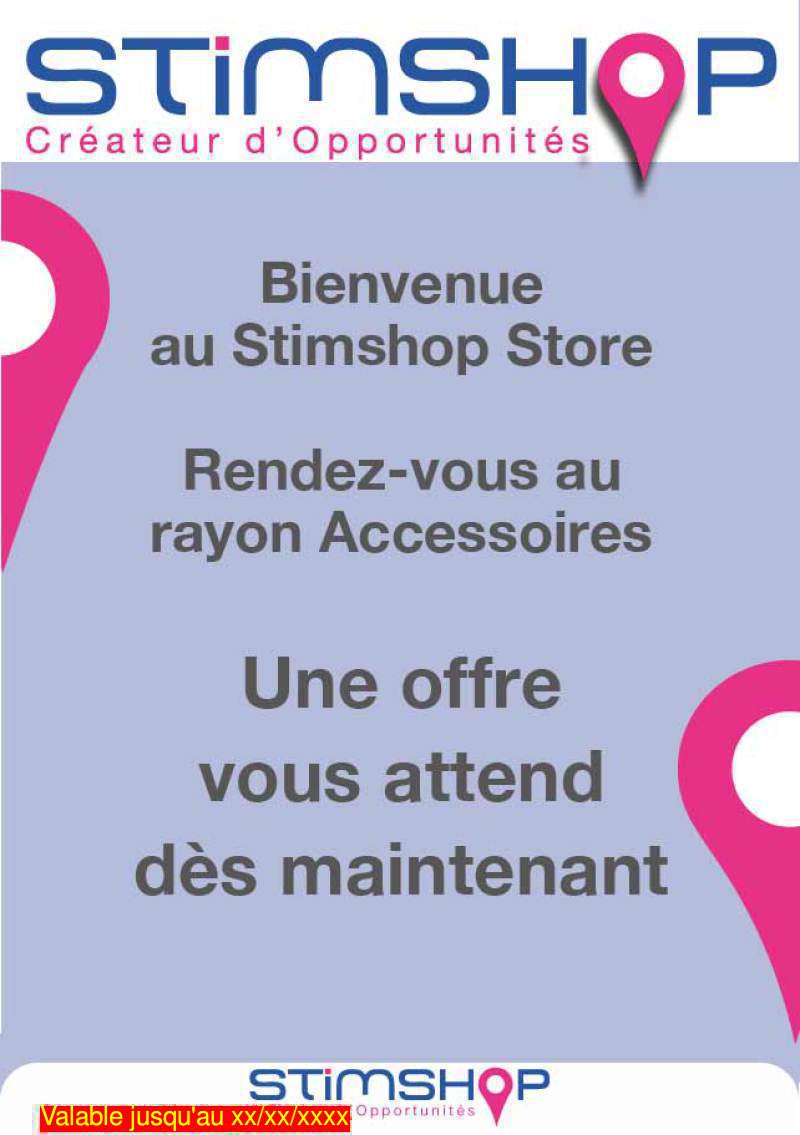 STIMSHOP
Créateur d'Opportunités
Bienvenue
au Stimshop Store
Rendez-vous au
rayon Accessoires
Une offre
vous attend
dès maintenant
STIMSHOP
Opportunités
Valable jusqu'au xx/xx/xxxx